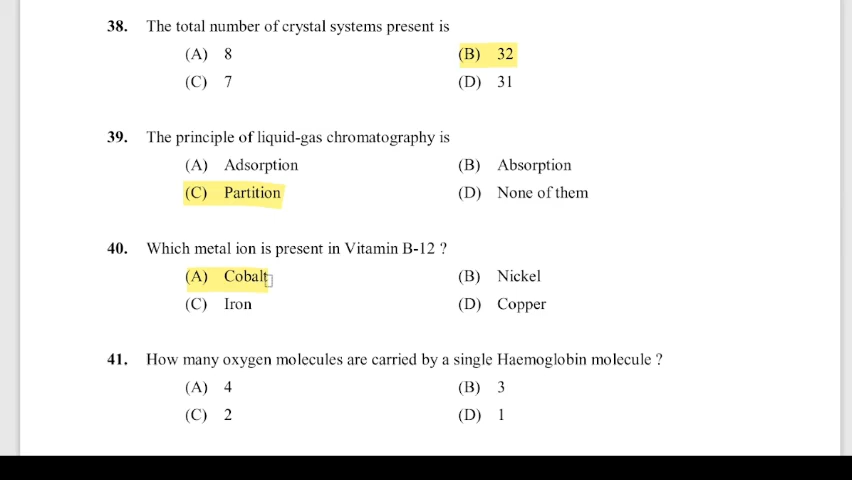 38. The total number of crystal systems present is
(A) 8 (B) 32
(C) 7 (D) 31
39. The principle of liquid-gas chromatography is
(A) Adsorption (B) Absorption
(C) Partition (D) None of them
40. Which metal ion is present in Vitamin B-12 ?
(A) Cobalt (B) Nickel
(C) Iron (D) Copper
41. How many oxygen molecules are carried by a single Haemoglobin molecule ?
(A) 4 (B) 3
(C) 2 (D) 1